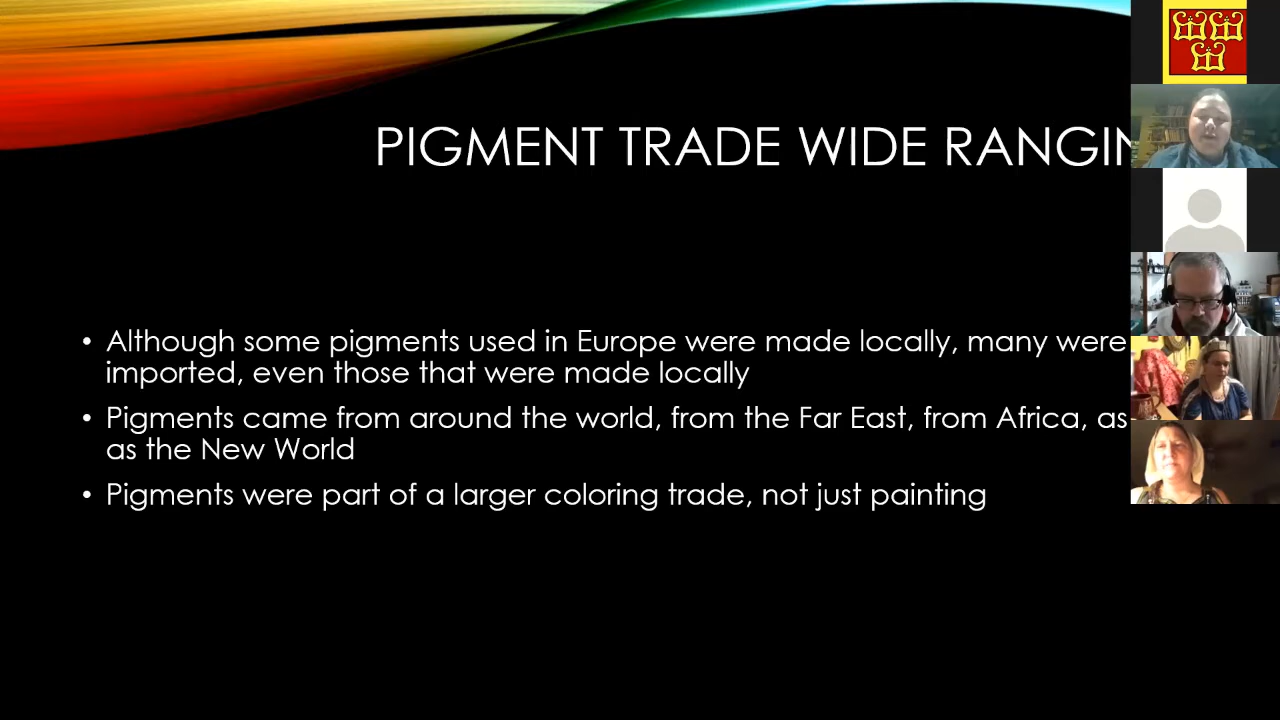 PIGMENT TRADE WIDE RANGIN
• Although some pigments used in Europe were made locally, many were
imported, even those that were made locally
• Pigments came from around the world, from the Far East, from Africa, as
as the New World
• Pigments were part of a larger coloring trade, not just painting